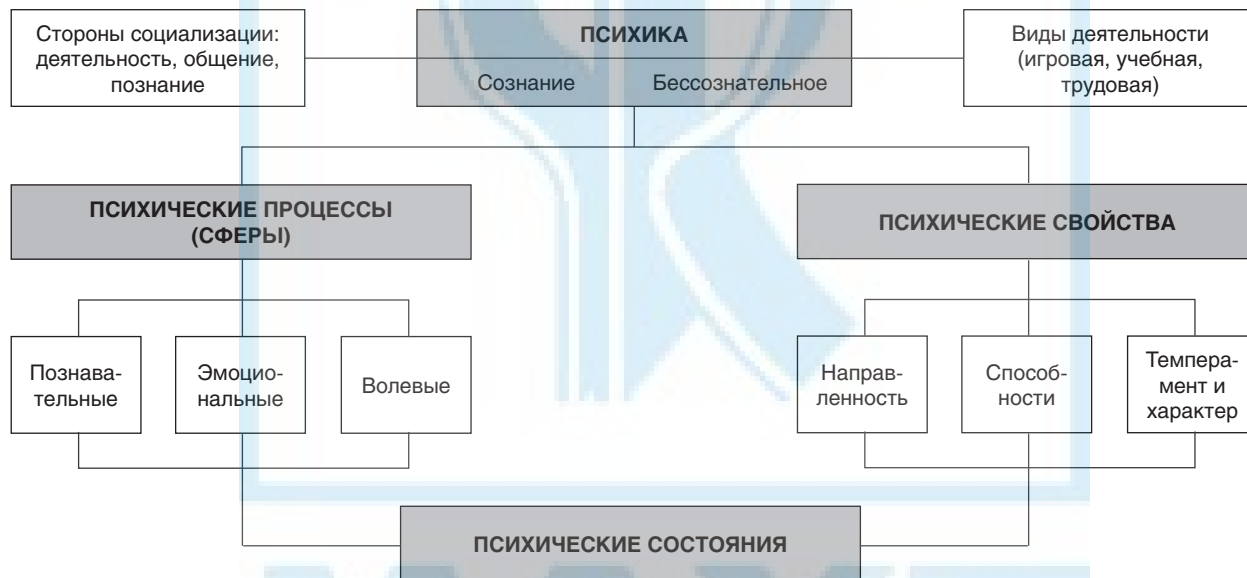 Стороны социализации:
деятельность, общение,
познание
ПСИХИКА
Сознание Бессознательное
Виды деятельности
(игровая, учебная,
трудовая)
ПСИХИЧЕСКИЕ ПРОЦЕССЫ
(СФЕРЫ)
ПСИХИЧЕСКИЕ СВОЙСТВА
Познава-
тельные
Эмоцио-
нальные
Волевые
Направ-
ленность
Способ-
ности
Темпера-
мент и
характер
ПСИХИЧЕСКИЕ СОСТОЯНИЯ